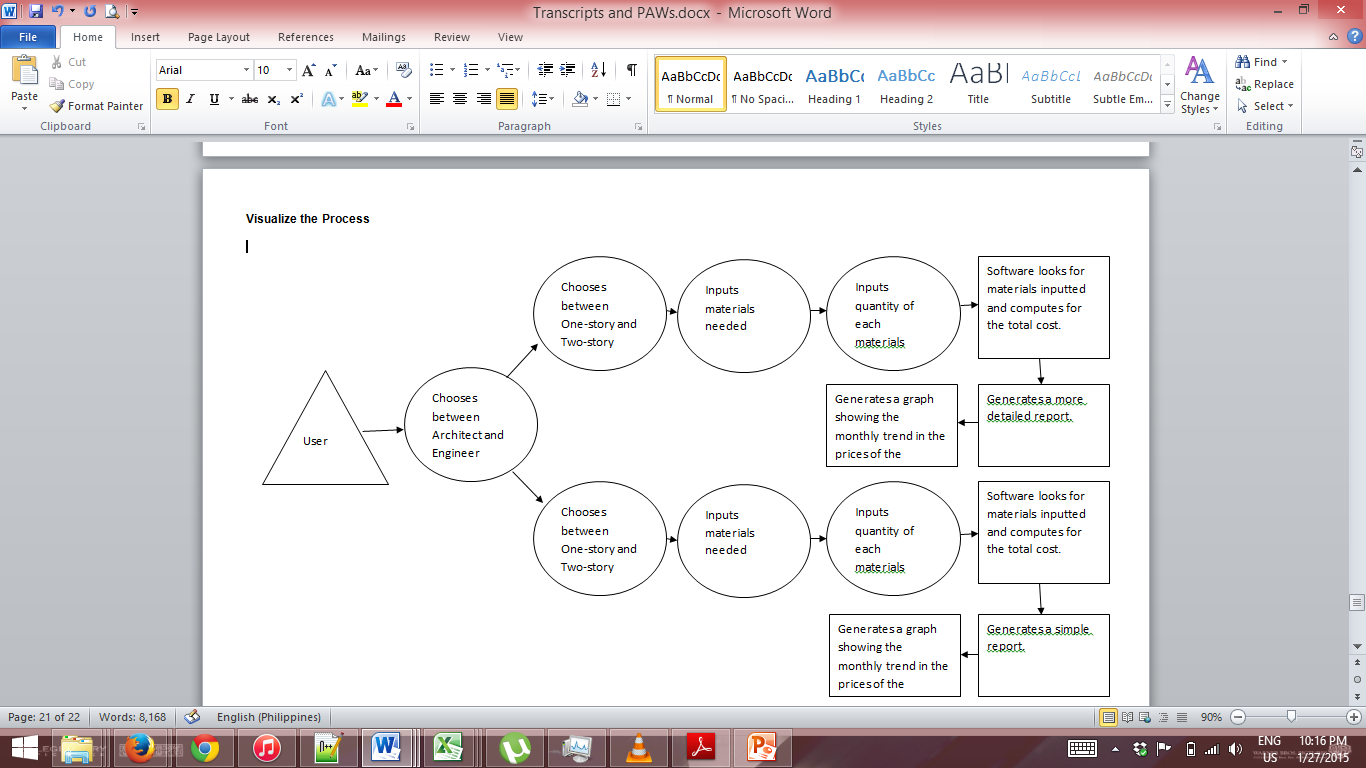 Transcripts and PAWs.docx - Microsoft Word
File Home Insert Page Layout References Mailings Review View
Paste
Cut
Copy
Format Painter
Clipboard
Arial 10
Font
Paragraph
AaBbCcDc
¶ Normal
AaBbCcDc
¶ No Spaci...
AaBbCc
Heading 1
AaBbCc
Heading 2
AaBl
Title
AaBbCcL
Subtitle
AaBbCcDc
Subtle Em...
Change
Styles
Styles
Find
Replace
Select
Editing
Visualize the Process
User
Chooses
between
Architect and
Engineer
Chooses
between
One-story and
Two-story
Inputs
materials
needed
Inputs
quantity of
each
materials
Software looks for
materials inputted
and computes for
the total cost.
Generates a more
detailed report.
Generates a graph
showing the
monthly trend in the
prices of the
Chooses
between
One-story and
Two-story
Inputs
materials
needed
Inputs
quantity of
each
materials
Software looks for
materials inputted
and computes for
the total cost.
Generates a simple
report.
Generates a graph
showing the
monthly trend in the
prices of the
Page: 21 of 22 Words: 8,168 English (Philippines) 90%
ENG
US
10:16 PM
1/27/2015